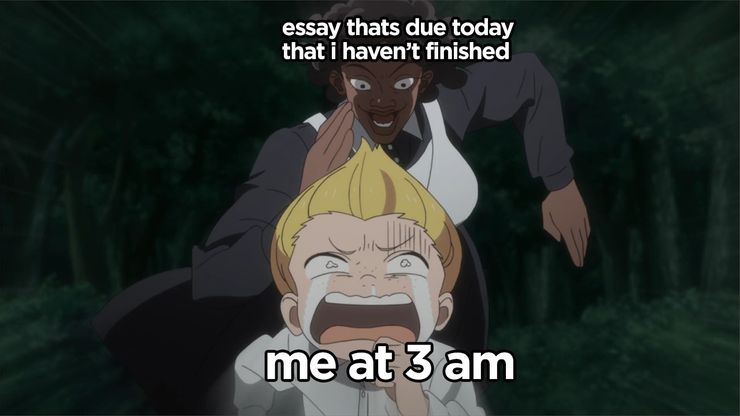 essay thats due today
that i haven't finished
me at 3 am